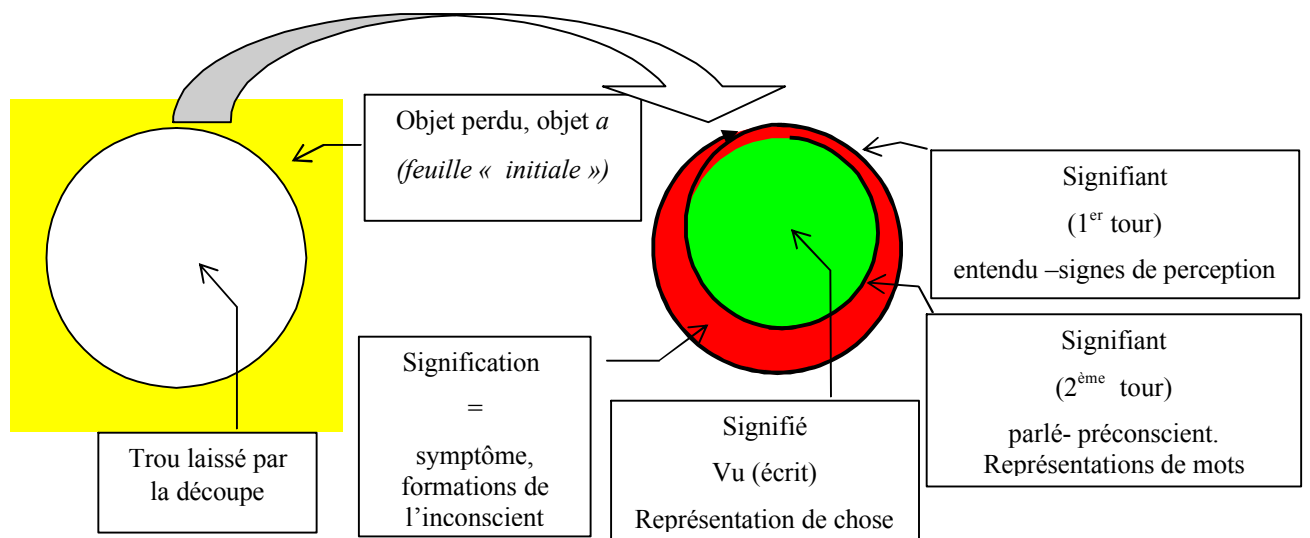 Objet perdu, objet a
(feuille « initiale »)
Signifiant
(1er tour)
entendu –signes de perception
Signifiant
(2ème tour)
parlé- préconscient.
Représentations de mots
Signification
=
symptôme,
formations de
l’inconscient
Signifié
Vu (écrit)
Représentation de chose
Trou laissé par
la découpe